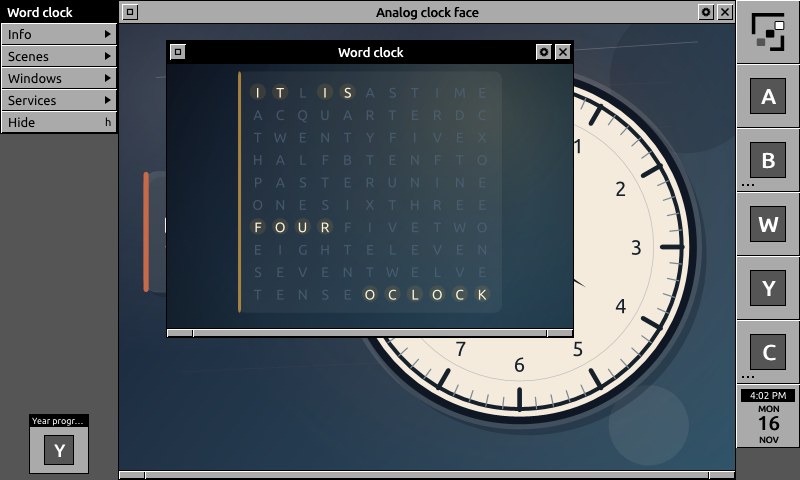 Word clock
Info
Scenes
Windows
Services
Hide h
Analog clock face
Word clock
I T L I S A S T I M E
A C Q U A R T E R D C
T W E N T Y F I V E X
H A L F B T E N F T O
P A S T E R U N I N E
O N E S I X T H R E E
F O U R F I V E T W O
E I G H T E L E V E N
S E V E N T W E L V E
T E N S E O C L O C K
1
2
3
4
5
6
7
A
B
...
W
Y
C
...
4:02 PM
MON
16
NOV
Year progr...
Y